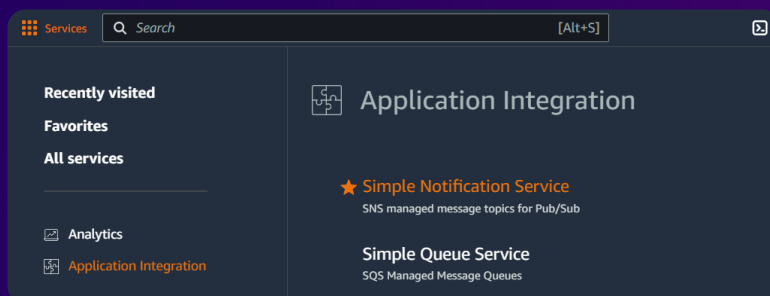 Services
Search
[Alt+S]
Recently visited
Favorites
All services
Analytics
Application Integration
Application Integration
Simple Notification Service
SNS managed message topics for Pub/Sub
Simple Queue Service
SQS Managed Message Queues